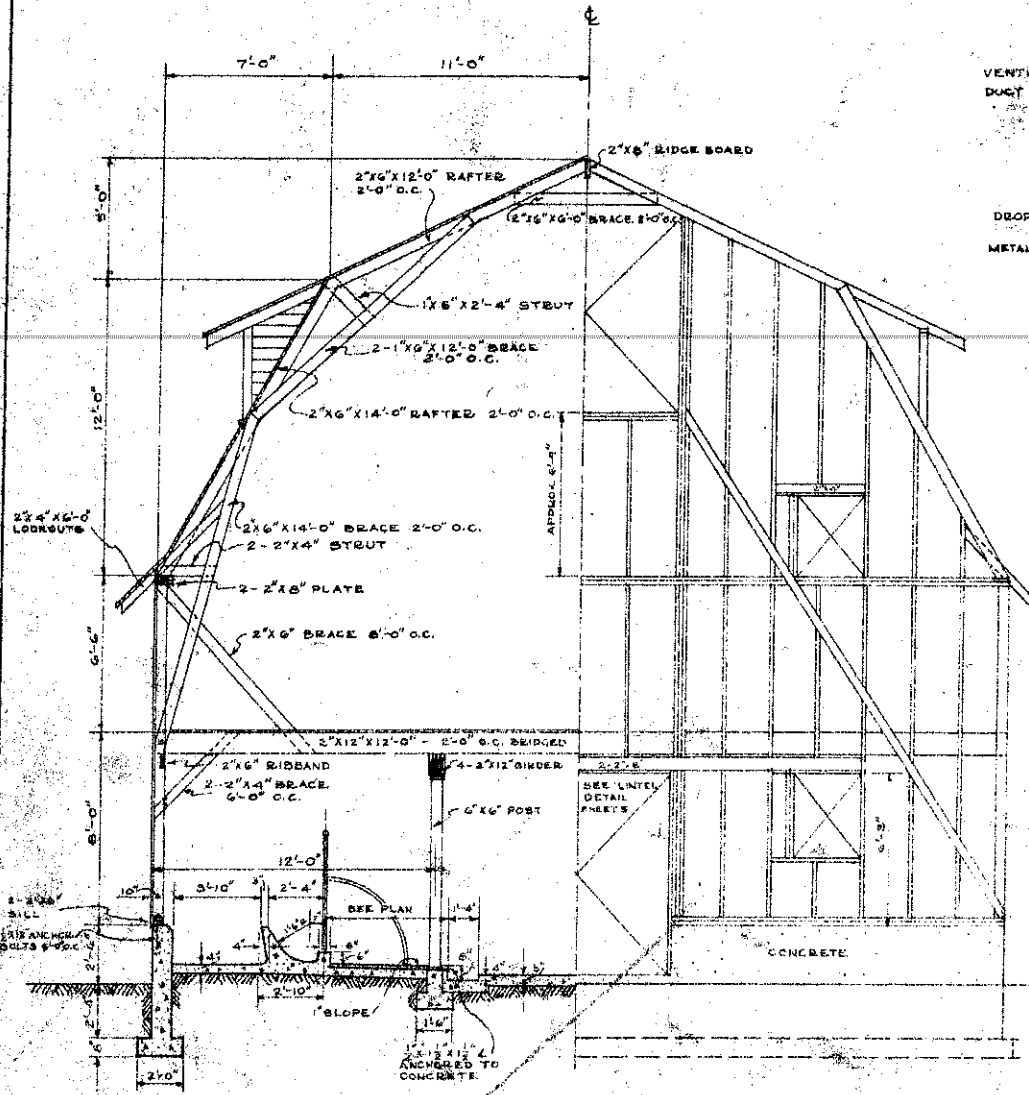 ℄
7'-0"
11'-0"
VENTI
DUCT
2"X8" RIDGE BOARD
2"X6"X12'-0" RAFTER
2'-0" O.C.
5'-0"
2"X6"X6'-0" BRACE 8'-0" O.C.
DROP
METAL
1"X6"X2'-4" STRUT
2-1"X6"X12'-0" BRACE
2'-0" O.C.
2"X6"X14'-0" RAFTER 2'-0" O.C.
12'-0"
2"X4"X6'-0"
LOOKOUTS
2"X6"X14'-0" BRACE 2'-0" O.C.
2-2"X4" STRUT
2-2"X8" PLATE
2"X6" BRACE 8'-0" O.C.
6'-6"
2"X12"X12'-0" - 2'-0" O.C. BRIDGED
2"X6" RIBBAND
4-2"X12" GIRDER
2-2"X4" BRACE
6'-0" O.C.
SEE LINTEL
DETAIL
SHEETS
6"X6" POST
8'-0"
12'-0"
10"
3'-10"
2'-4"
SEE PLAN
1'-4"
SILL
4"
4"
6"
CONCRETE
2'-10"
1" SLOPE
1'-6"
ANCHORED TO
CONCRETE
6"
2'-0"